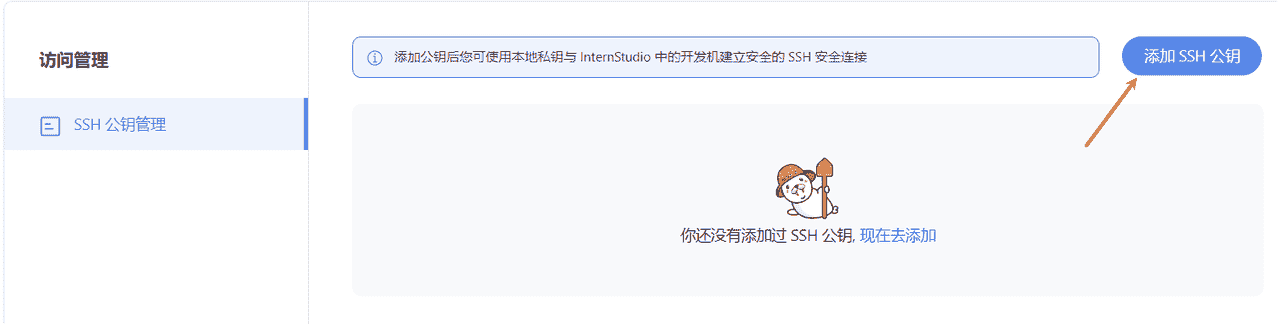 访问管理
SSH 公钥管理
添加公钥后您可使用本地私钥与 InternStudio 中的开发机建立安全的 SSH 安全连接
添加 SSH 公钥
你还没有添加过 SSH 公钥, 现在去添加